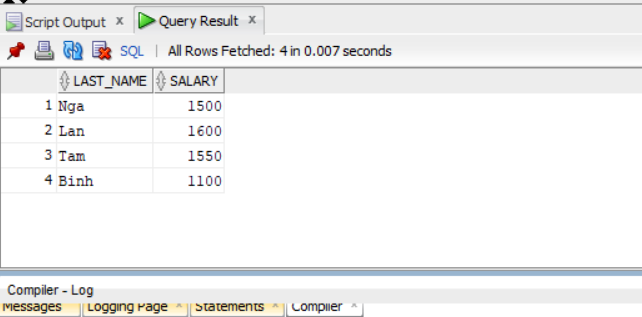 Script Output x Query Result x
SQL | All Rows Fetched: 4 in 0.007 seconds
LAST_NAME SALARY
1 Nga 1500
2 Lan 1600
3 Tam 1550
4 Binh 1100
Compiler - Log
Messages Logging Page x Statements x Compiler x